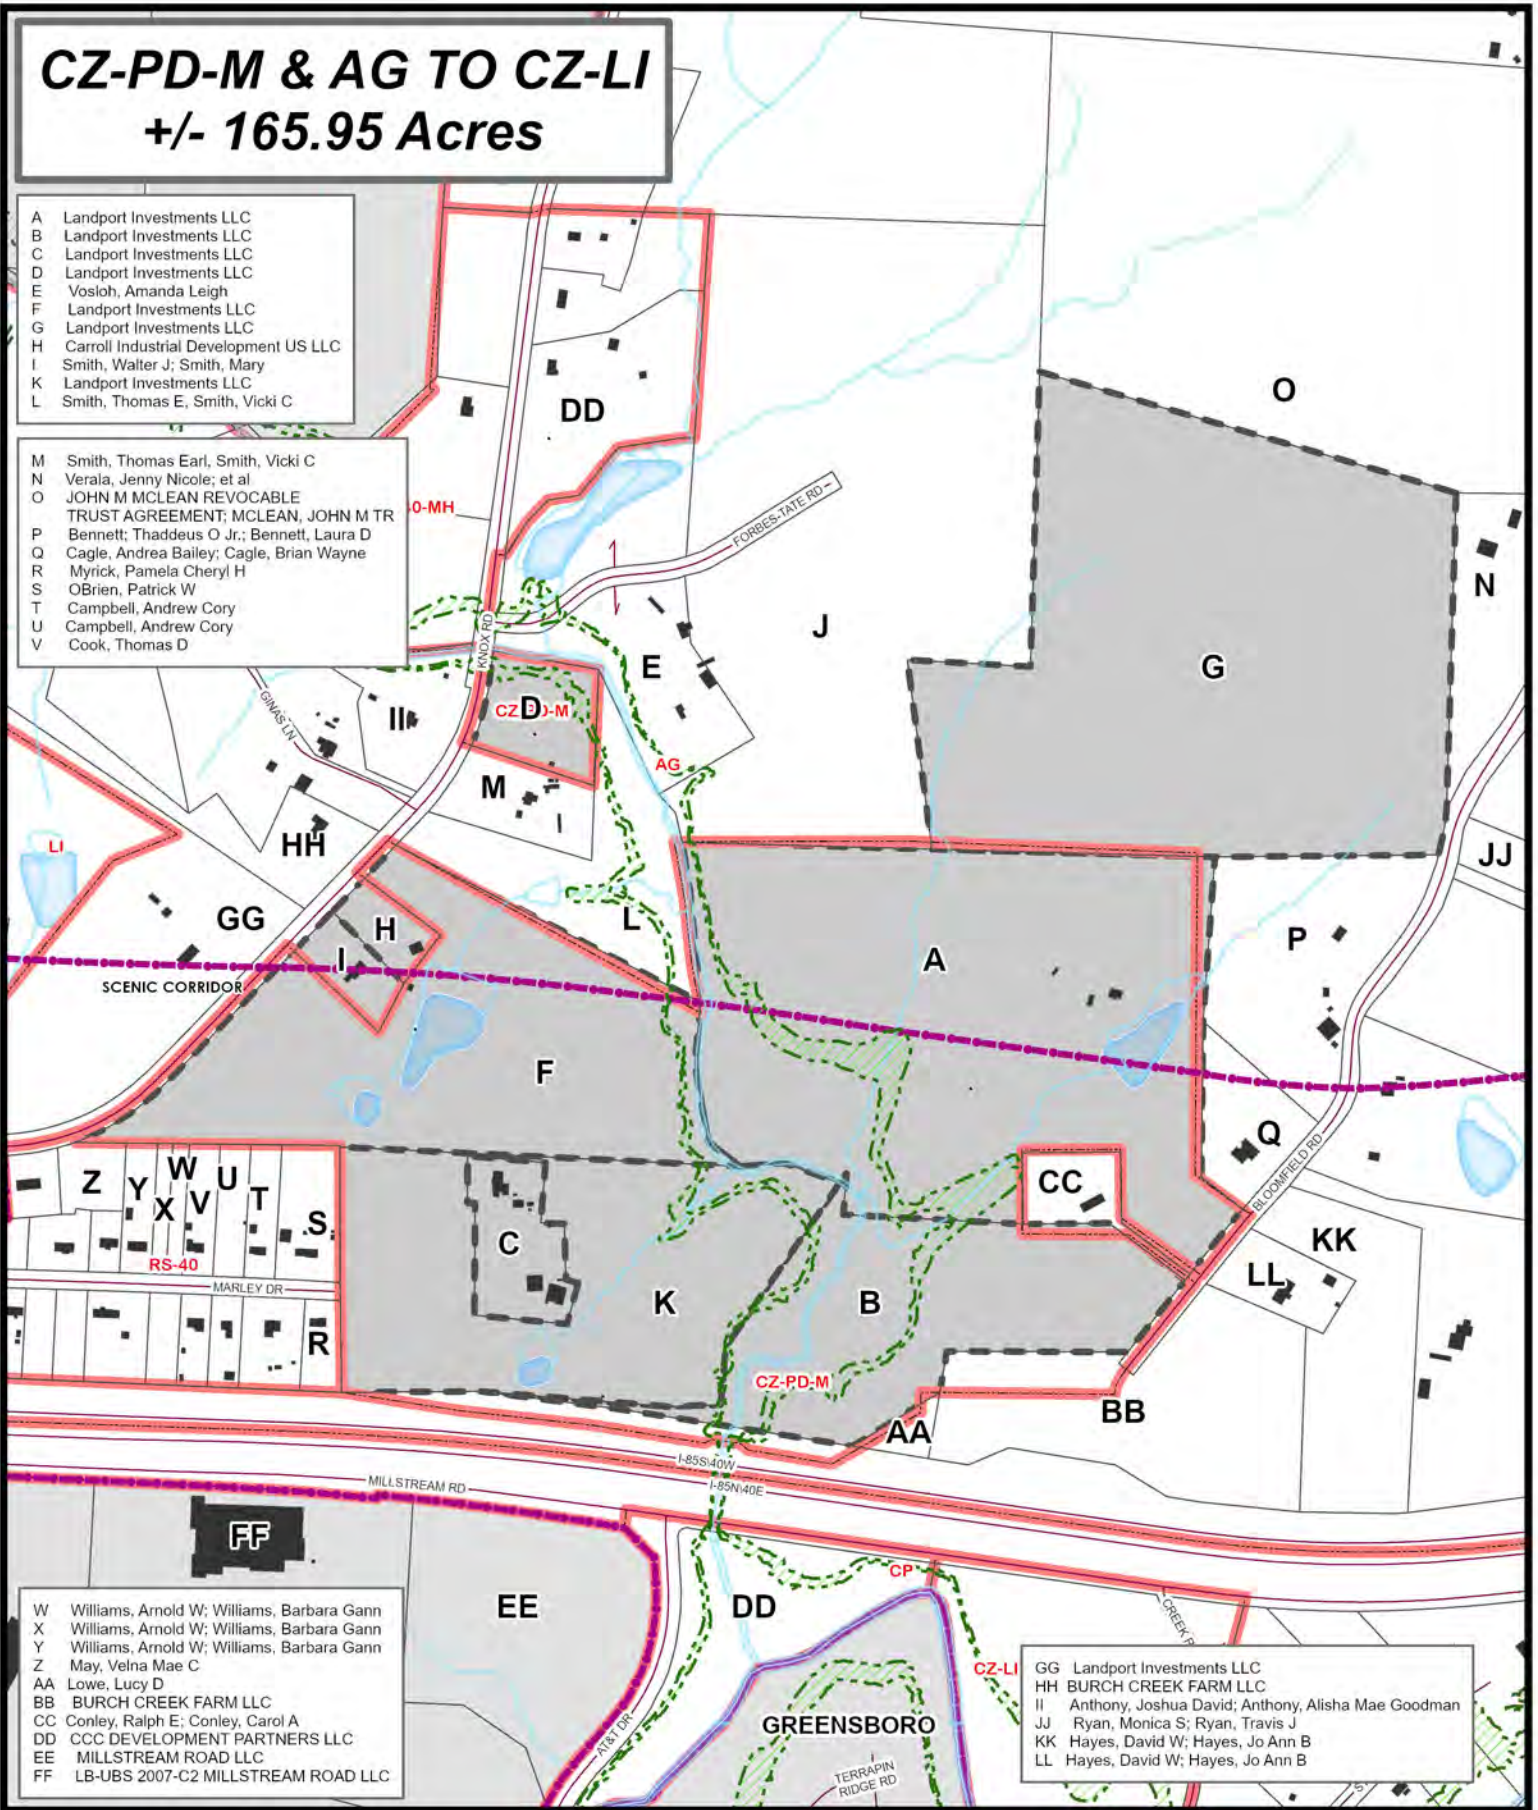 CZ-PD-M & AG TO CZ-LI
+/- 165.95 Acres
A Landport Investments LLC
B Landport Investments LLC
C Landport Investments LLC
D Landport Investments LLC
E Vosloh, Amanda Leigh
F Landport Investments LLC
G Landport Investments LLC
H Carroll Industrial Development US LLC
I Smith, Walter J; Smith, Mary
K Landport Investments LLC
L Smith, Thomas E, Smith, Vicki C
M Smith, Thomas Earl, Smith, Vicki C
N Verala, Jenny Nicole; et al
O JOHN M MCLEAN REVOCABLE
TRUST AGREEMENT; MCLEAN, JOHN M TR
P Bennett; Thaddeus O Jr.; Bennett, Laura D
Q Cagle, Andrea Bailey; Cagle, Brian Wayne
R Myrick, Pamela Cheryl H
S OBrien, Patrick W
T Campbell, Andrew Cory
U Campbell, Andrew Cory
V Cook, Thomas D
DD
O
0-MH
FORBES-TATE RD
KNOX RD
N
J
E
G
D
CZ-PD-M
II
GINAS LN
AG
M
LI
HH
JJ
GG
H
L
P
A
I
SCENIC CORRIDOR
F
Q
BLOOMFIELD RD
Z
Y
W
X
V
U
T
S
CC
C
KK
RS-40
LL
MARLEY DR
K
B
R
CZ-PD-M
BB
AA
I-85S\40W
I-85N\40E
MILLSTREAM RD
FF
CP
EE
DD
CREEK R
CZ-LI
GREENSBORO
AT&T DR
TERRAPIN
RIDGE RD
W Williams, Arnold W; Williams, Barbara Gann
X Williams, Arnold W; Williams, Barbara Gann
Y Williams, Arnold W; Williams, Barbara Gann
Z May, Velna Mae C
AA Lowe, Lucy D
BB BURCH CREEK FARM LLC
CC Conley, Ralph E; Conley, Carol A
DD CCC DEVELOPMENT PARTNERS LLC
EE MILLSTREAM ROAD LLC
FF LB-UBS 2007-C2 MILLSTREAM ROAD LLC
GG Landport Investments LLC
HH BURCH CREEK FARM LLC
II Anthony, Joshua David; Anthony, Alisha Mae Goodman
JJ Ryan, Monica S; Ryan, Travis J
KK Hayes, David W; Hayes, Jo Ann B
LL Hayes, David W; Hayes, Jo Ann B